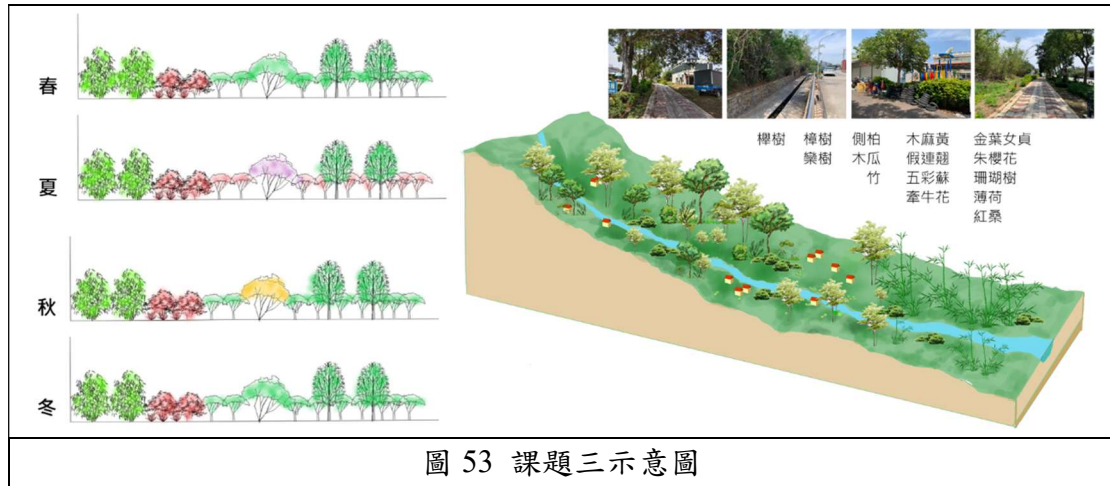 春
夏
秋
冬
櫸樹 樟樹 側柏 木麻黃 金葉女貞
欒樹 木瓜 假連翹 朱櫻花
竹 五彩蘇 珊瑚樹
牽牛花 薄荷
紅桑
圖 53 課題三示意圖